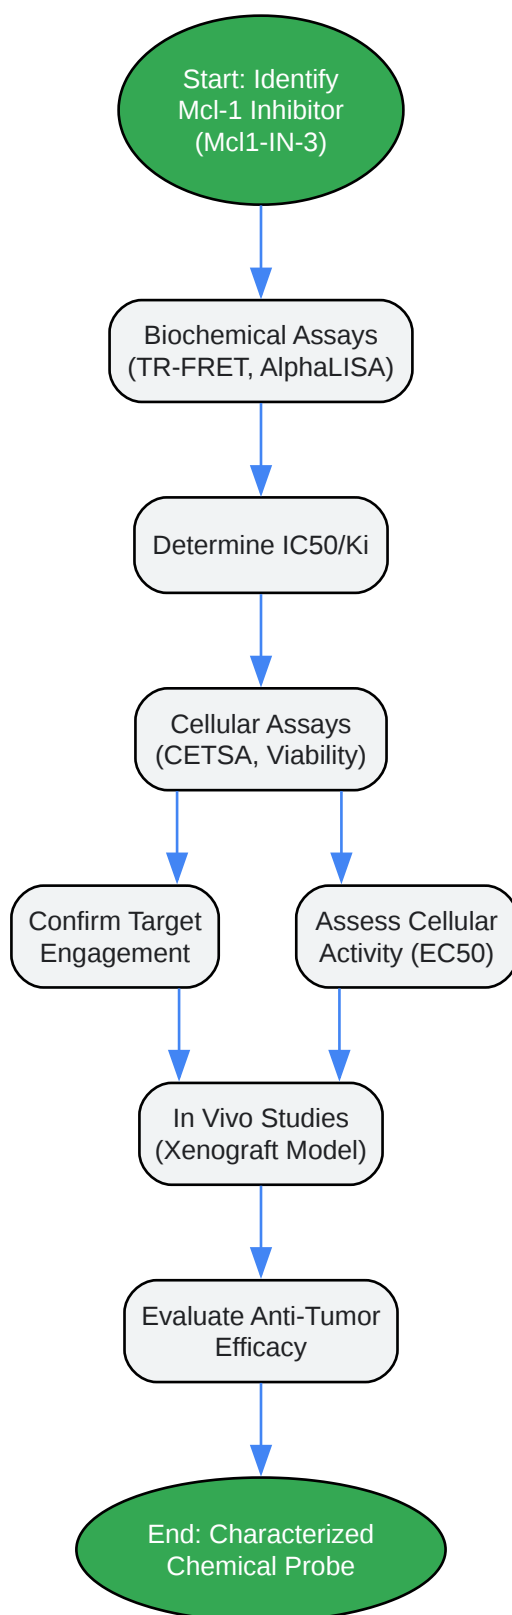 Start: Identify
Mcl-1 Inhibitor
(Mcl1-IN-3)
Biochemical Assays
(TR-FRET, AlphaLISA)
Determine IC50/Ki
Cellular Assays
(CETSA, Viability)
Confirm Target
Engagement
Assess Cellular
Activity (EC50)
In Vivo Studies
(Xenograft Model)
Evaluate Anti-Tumor
Efficacy
End: Characterized
Chemical Probe